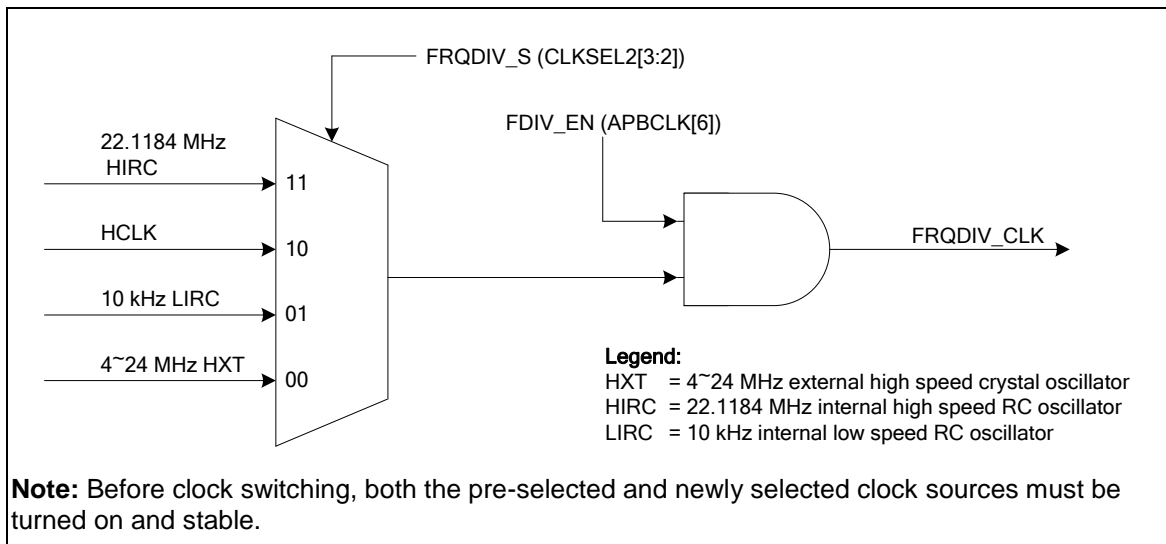 FRQDIV_S (CLKSEL2[3:2])
FDIV_EN (APBCLK[6])
22.1184 MHz
HIRC
11
HCLK
10
FRQDIV_CLK
10 kHz LIRC
01
4~24 MHz HXT
00
Legend:
HXT = 4~24 MHz external high speed crystal oscillator
HIRC = 22.1184 MHz internal high speed RC oscillator
LIRC = 10 kHz internal low speed RC oscillator
Note: Before clock switching, both the pre-selected and newly selected clock sources must be
turned on and stable.